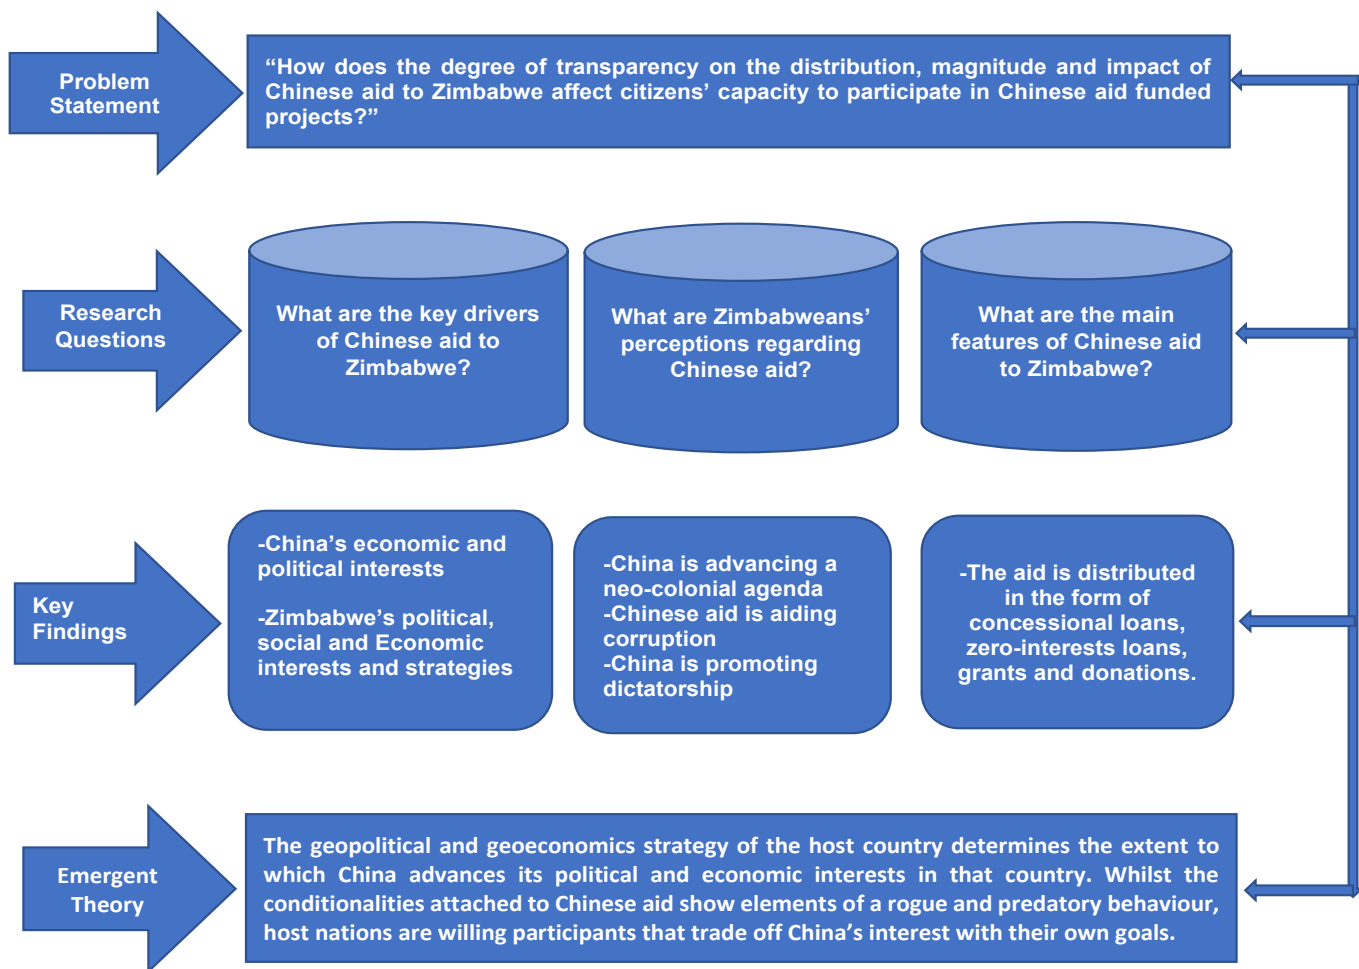 Problem
Statement
“How does the degree of transparency on the distribution, magnitude and impact of
Chinese aid to Zimbabwe affect citizens’ capacity to participate in Chinese aid funded
projects?”
Research
Questions
What are the key drivers
of Chinese aid to
Zimbabwe?
What are Zimbabweans’
perceptions regarding
Chinese aid?
What are the main
features of Chinese aid
to Zimbabwe?
Key
Findings
-China’s economic and
political interests
-Zimbabwe’s political,
social and Economic
interests and strategies
-China is advancing a
neo-colonial agenda
-Chinese aid is aiding
corruption
-China is promoting
dictatorship
-The aid is distributed
in the form of
concessional loans,
zero-interests loans,
grants and donations.
Emergent
Theory
The geopolitical and geoeconomics strategy of the host country determines the extent to
which China advances its political and economic interests in that country. Whilst the
conditionalities attached to Chinese aid show elements of a rogue and predatory behaviour,
host nations are willing participants that trade off China’s interest with their own goals.